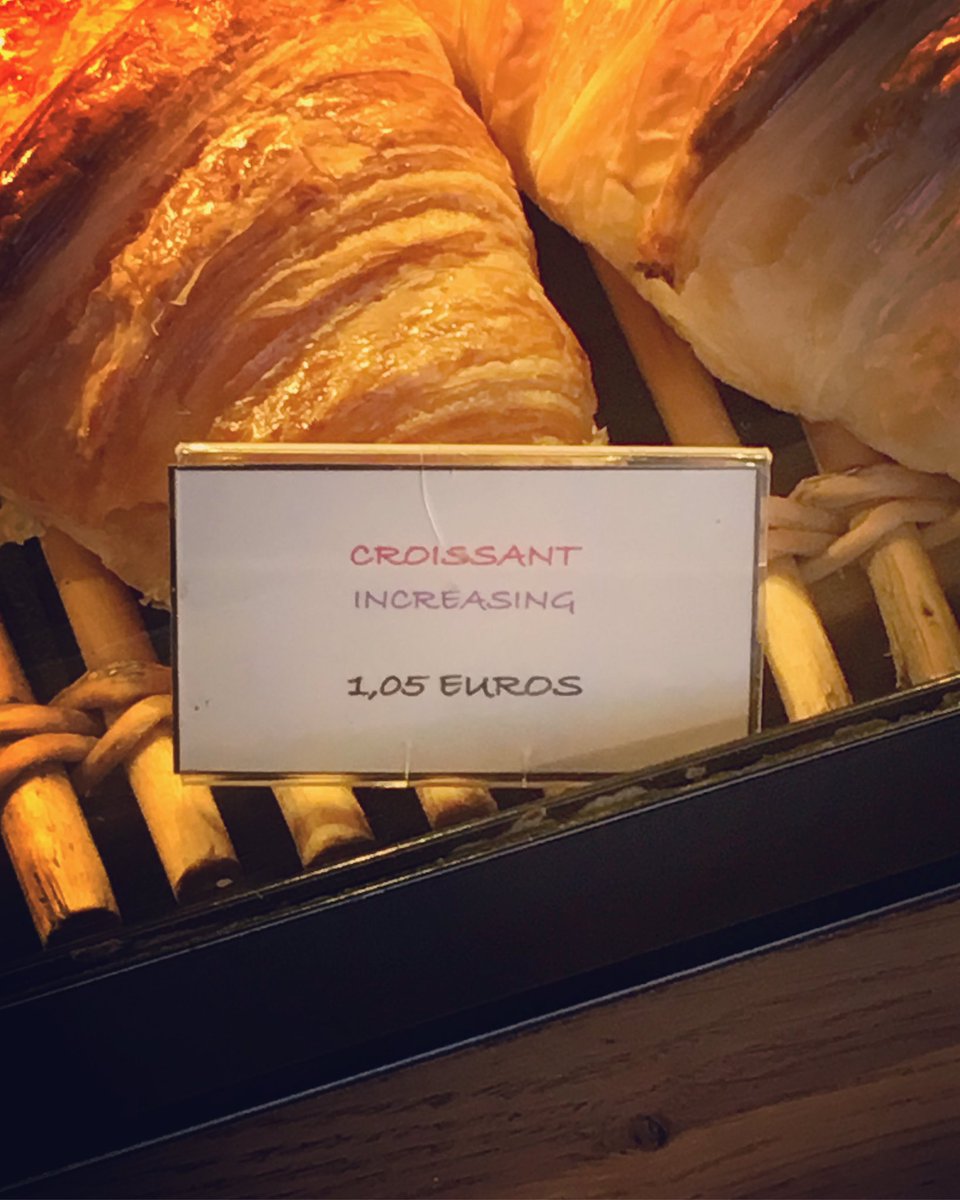 CROISSANT
INCREASING
1,05 EUROS